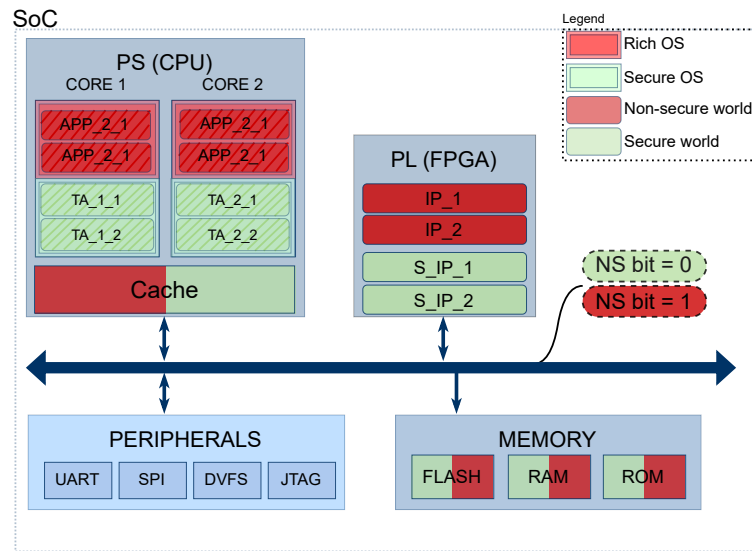 SoC
Legend
Rich OS
Secure OS
Non-secure world
Secure world
PS (CPU)
CORE 1
CORE 2
APP_2_1
APP_2_1
APP_2_1
APP_2_1
TA_1_1
TA_2_1
TA_1_2
TA_2_2
Cache
PL (FPGA)
IP_1
IP_2
S_IP_1
S_IP_2
NS bit = 0
NS bit = 1
PERIPHERALS
UART
SPI
DVFS
JTAG
MEMORY
FLASH
RAM
ROM